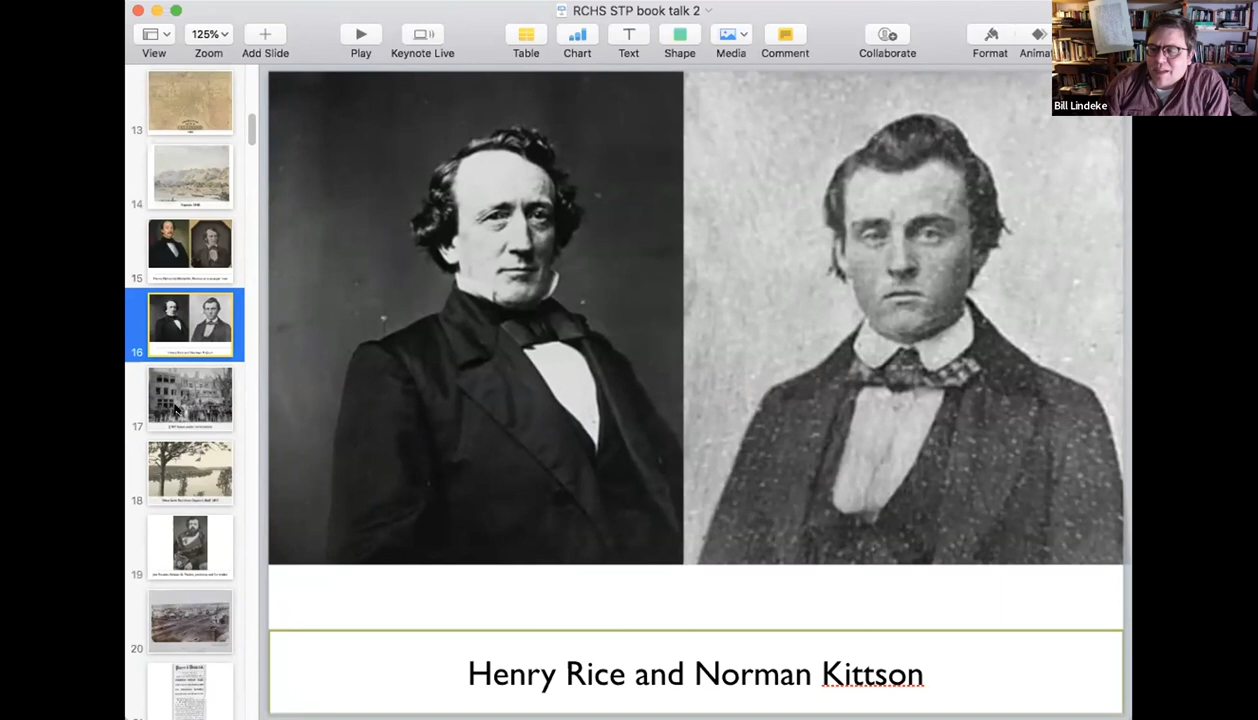 RCHS STP book talk 2
125%
View
Zoom
Add Slide
Play
Keynote Live
Table
Chart
Text
Shape
Media
Comment
Collaborate
Format
Animat
Bill Lindeke
13
14
15
16
17
18
19
20
Henry Rice and Norman Kittson